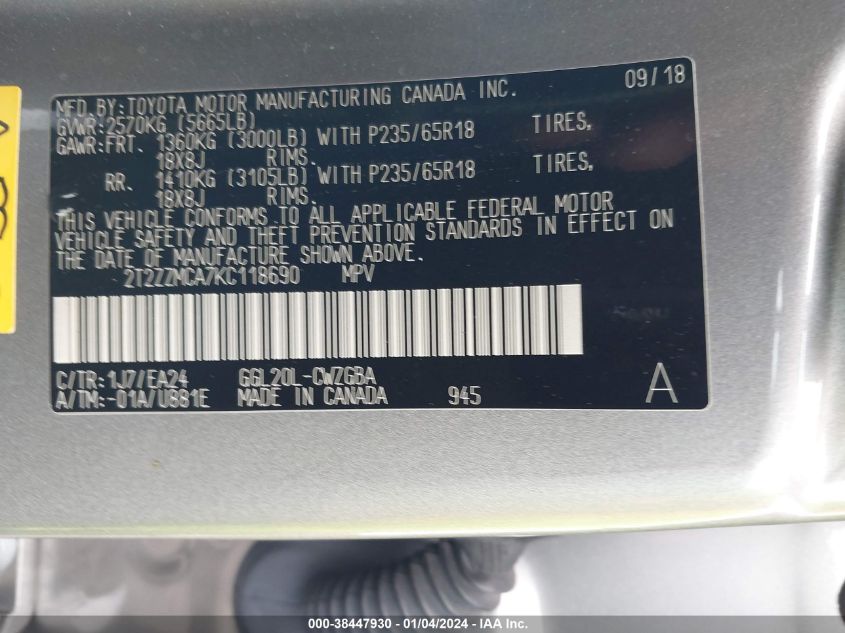 09/18
MFD. BY: TOYOTA MOTOR MANUFACTURING CANADA INC.
GVWR: 2570KG (5665LB)
GAWR: FRT. 1360KG (3000LB) WITH P235/65R18 TIRES,
18X8J RIMS.
RR. 1410KG (3105LB) WITH P235/65R18 TIRES,
18X8J RIMS.
THIS VEHICLE CONFORMS TO ALL APPLICABLE FEDERAL MOTOR
VEHICLE SAFETY AND THEFT PREVENTION STANDARDS IN EFFECT ON
THE DATE OF MANUFACTURE SHOWN ABOVE.
2T2ZZMCA7KC118690 MPV
C/TR: 1J7/EA24 GGL20L-CWZGBA
A/TM: -01A/U881E MADE IN CANADA 945 A
000-38447930 - 01/04/2024 - IAA Inc.